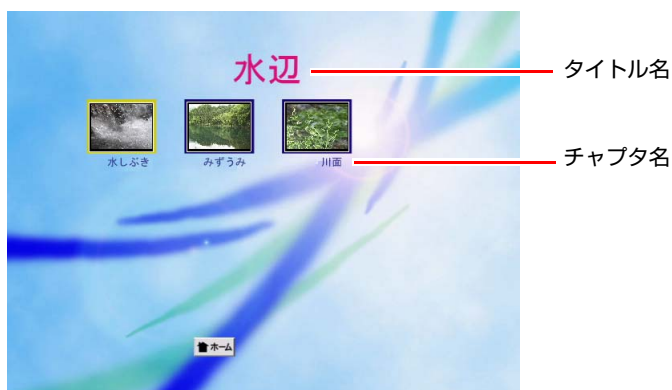 水辺
タイトル名
水しぶき みずうみ 川面
チャプタ名
ホーム